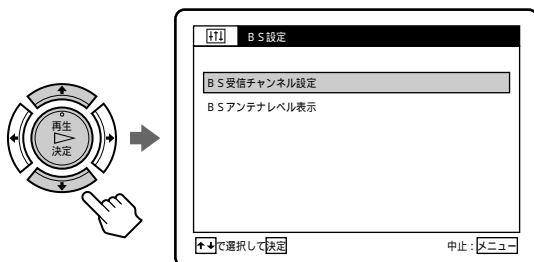 BS設定
BS受信チャンネル設定
BSアンテナレベル表示
再生
決定
↑↓で選択して決定
中止:メニュー